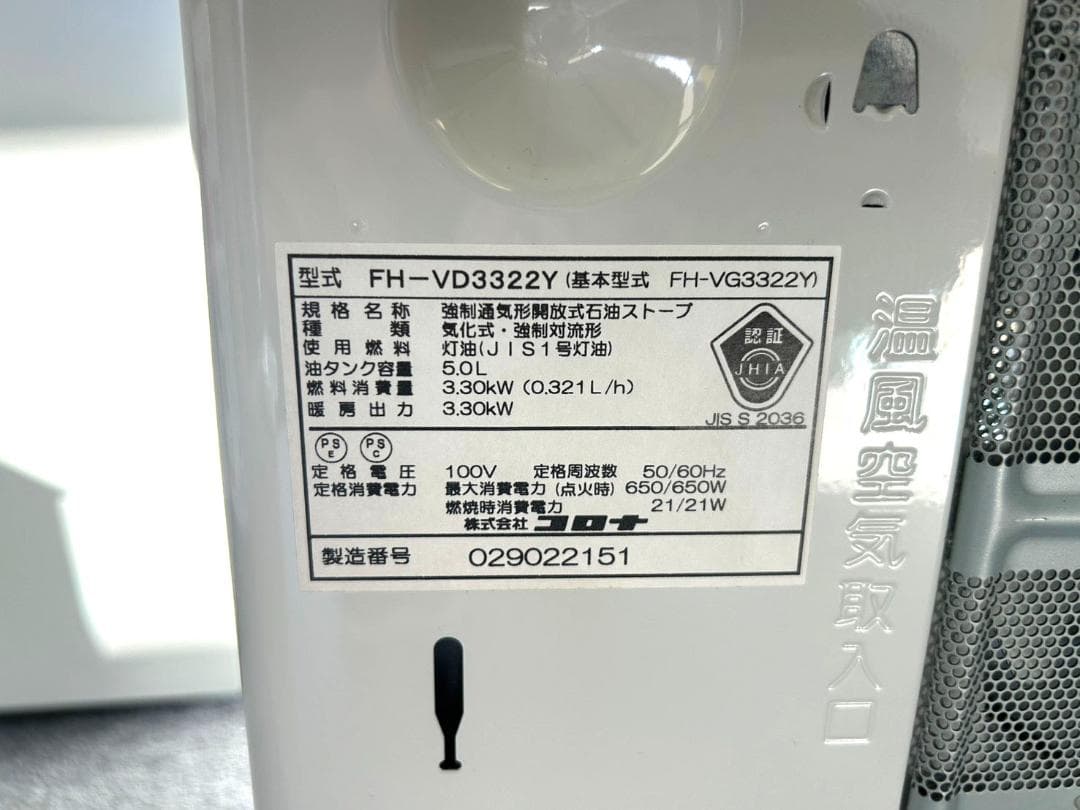 型式 FH-VD3322Y (基本型式 FH-VG3322Y)
規格名称 強制通気形開放式石油ストーブ
種類 気化式・強制対流形
使用燃料 灯油(JIS1号灯油)
油タンク容量 5.0L
燃料消費量 3.30kW (0.321L/h)
暖房出力 3.30kW
認証
JHIA
JIS S 2036
PSE PSC
定格電圧 100V 定格周波数 50/60Hz
定格消費電力 最大消費電力 (点火時) 650/650W
燃焼時消費電力 21/21W
株式会社 コロナ
製造番号 029022151
温風空気取入口